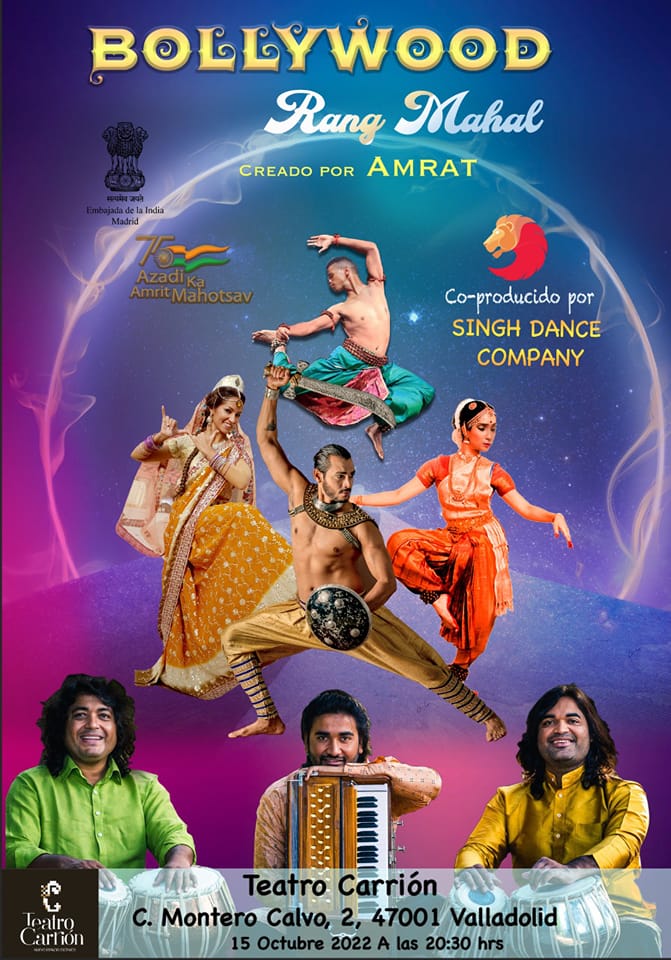 BOLLYWOOD
Rang Mahal
CREADO POR AMRAT
सत्यमेव जयते
Embajada de la India
Madrid
75
Azadi Ka
Amrit Mahotsav
Co-producido por
SINGH DANCE
COMPANY
Teatro
Carrión
Teatro Carrión
C. Montero Calvo, 2, 47001 Valladolid
15 Octubre 2022 A las 20:30 hrs